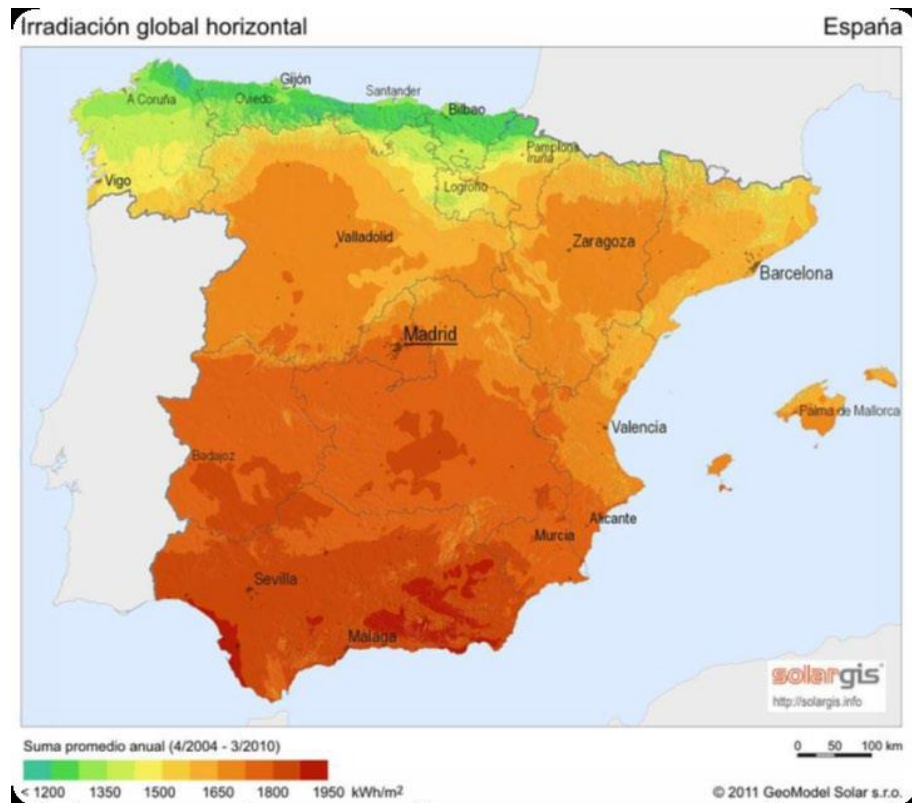 Irradiación global horizontal
España
Gijón
A Coruña
Oviedo
Santander
Bilbao
Pamplona
Iruña
Vigo
Logroño
Valladolid
Zaragoza
Barcelona
Madrid
Palma de Mallorca
Valencia
Badajoz
Alicante
Murcia
Sevilla
Málaga
solargis
http://solargis.info
Suma promedio anual (4/2004 - 3/2010)
0 50 100 km
< 1200 1350 1500 1650 1800 1950 kWh/m²
© 2011 GeoModel Solar s.r.o.